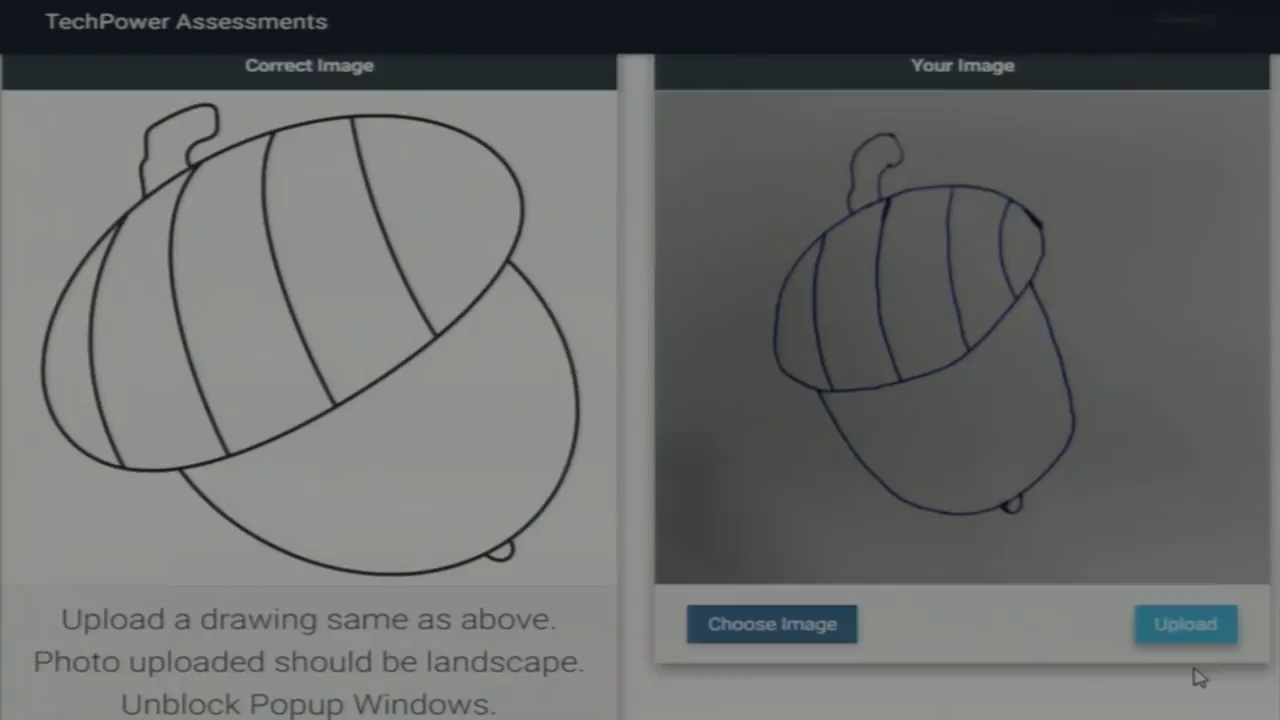 TechPower Assessments
Correct Image
Your Image
Upload a drawing same as above.
Photo uploaded should be landscape.
Unblock Popup Windows.
Choose Image
Upload